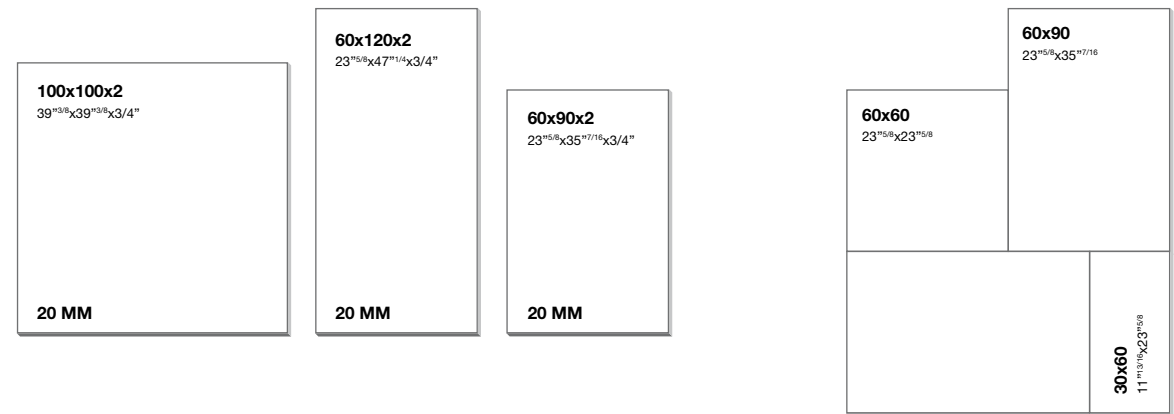 100x100x2
39”3/8x39”3/8x3/4”
20 MM
60x120x2
23”5/8x47”1/4x3/4”
20 MM
60x90x2
23”5/8x35”7/16x3/4”
20 MM
60x60
23”5/8x23”5/8
60x90
23”5/8x35”7/16
30x60
11”13/16x23”5/8